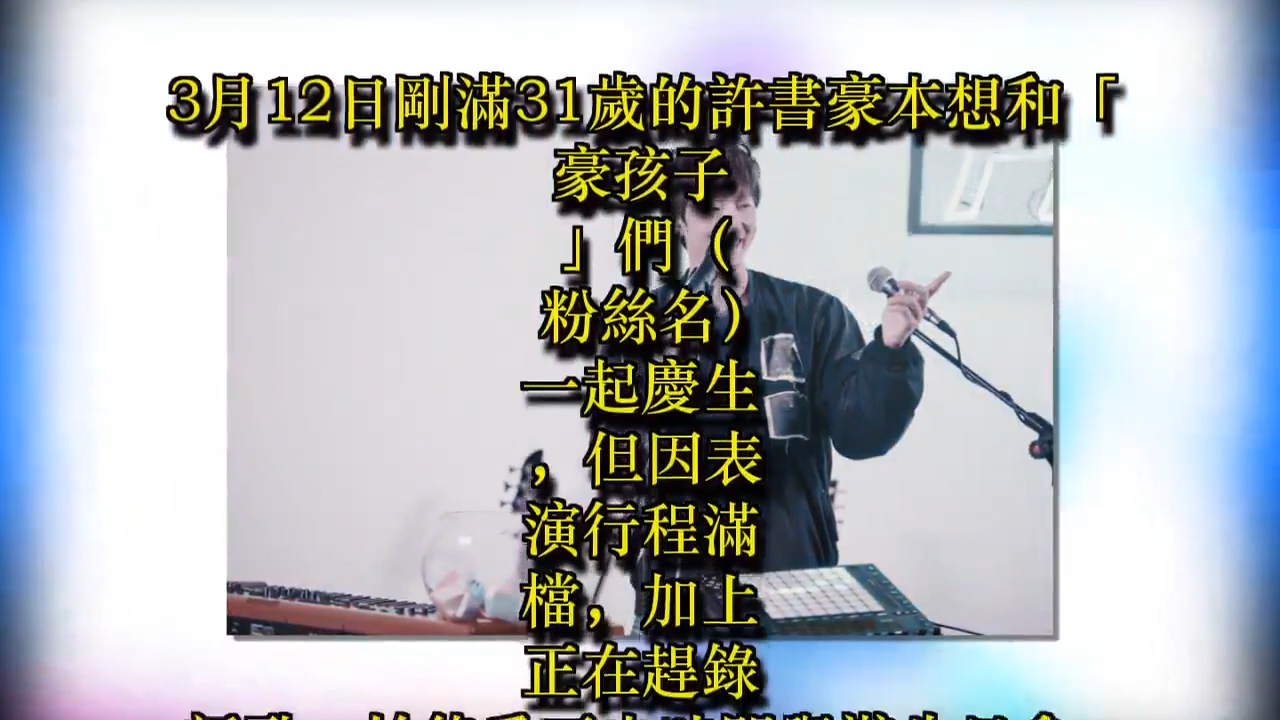 3月12日剛滿31歲的許書豪本想和「
豪孩子
」們（
粉絲名）
一起慶生
，但因表
演行程滿
檔，加上
正在趕錄